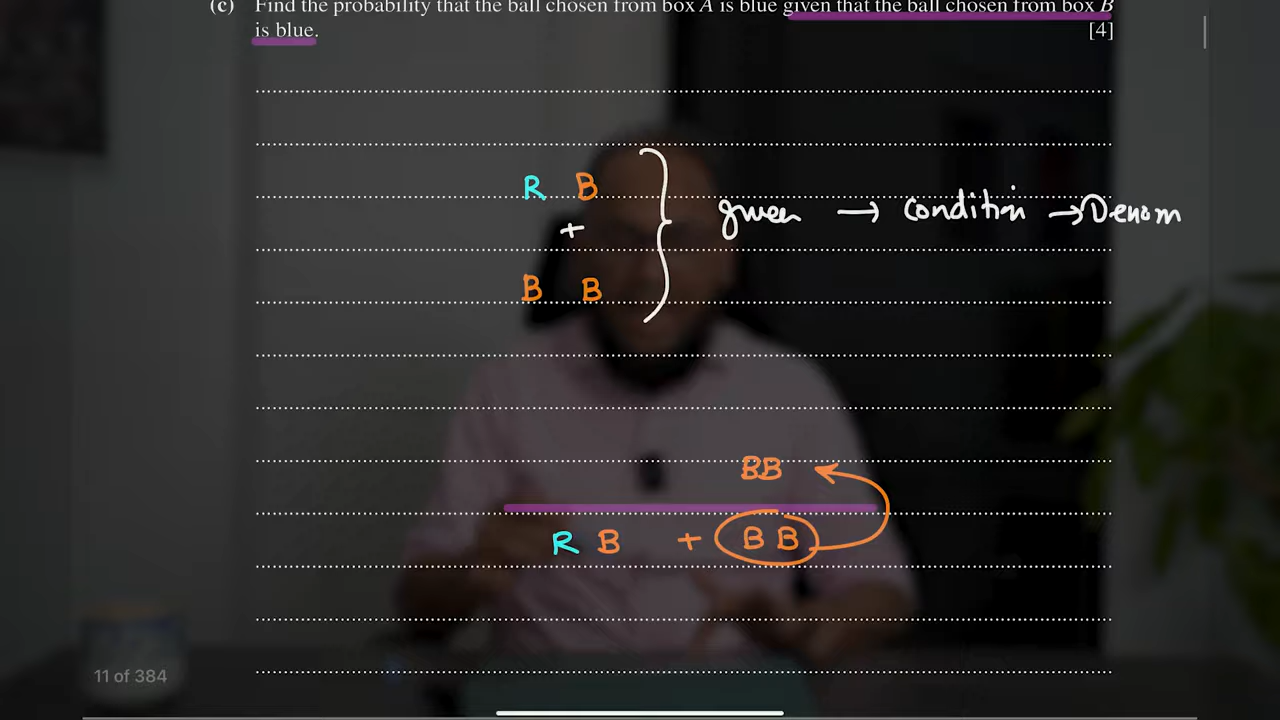 (c) Find the probability that the ball chosen from box A is blue given that the ball chosen from box B
is blue. [4]
R B
+
B B
given → condition → Denom
BB
R B + B B
11 of 384